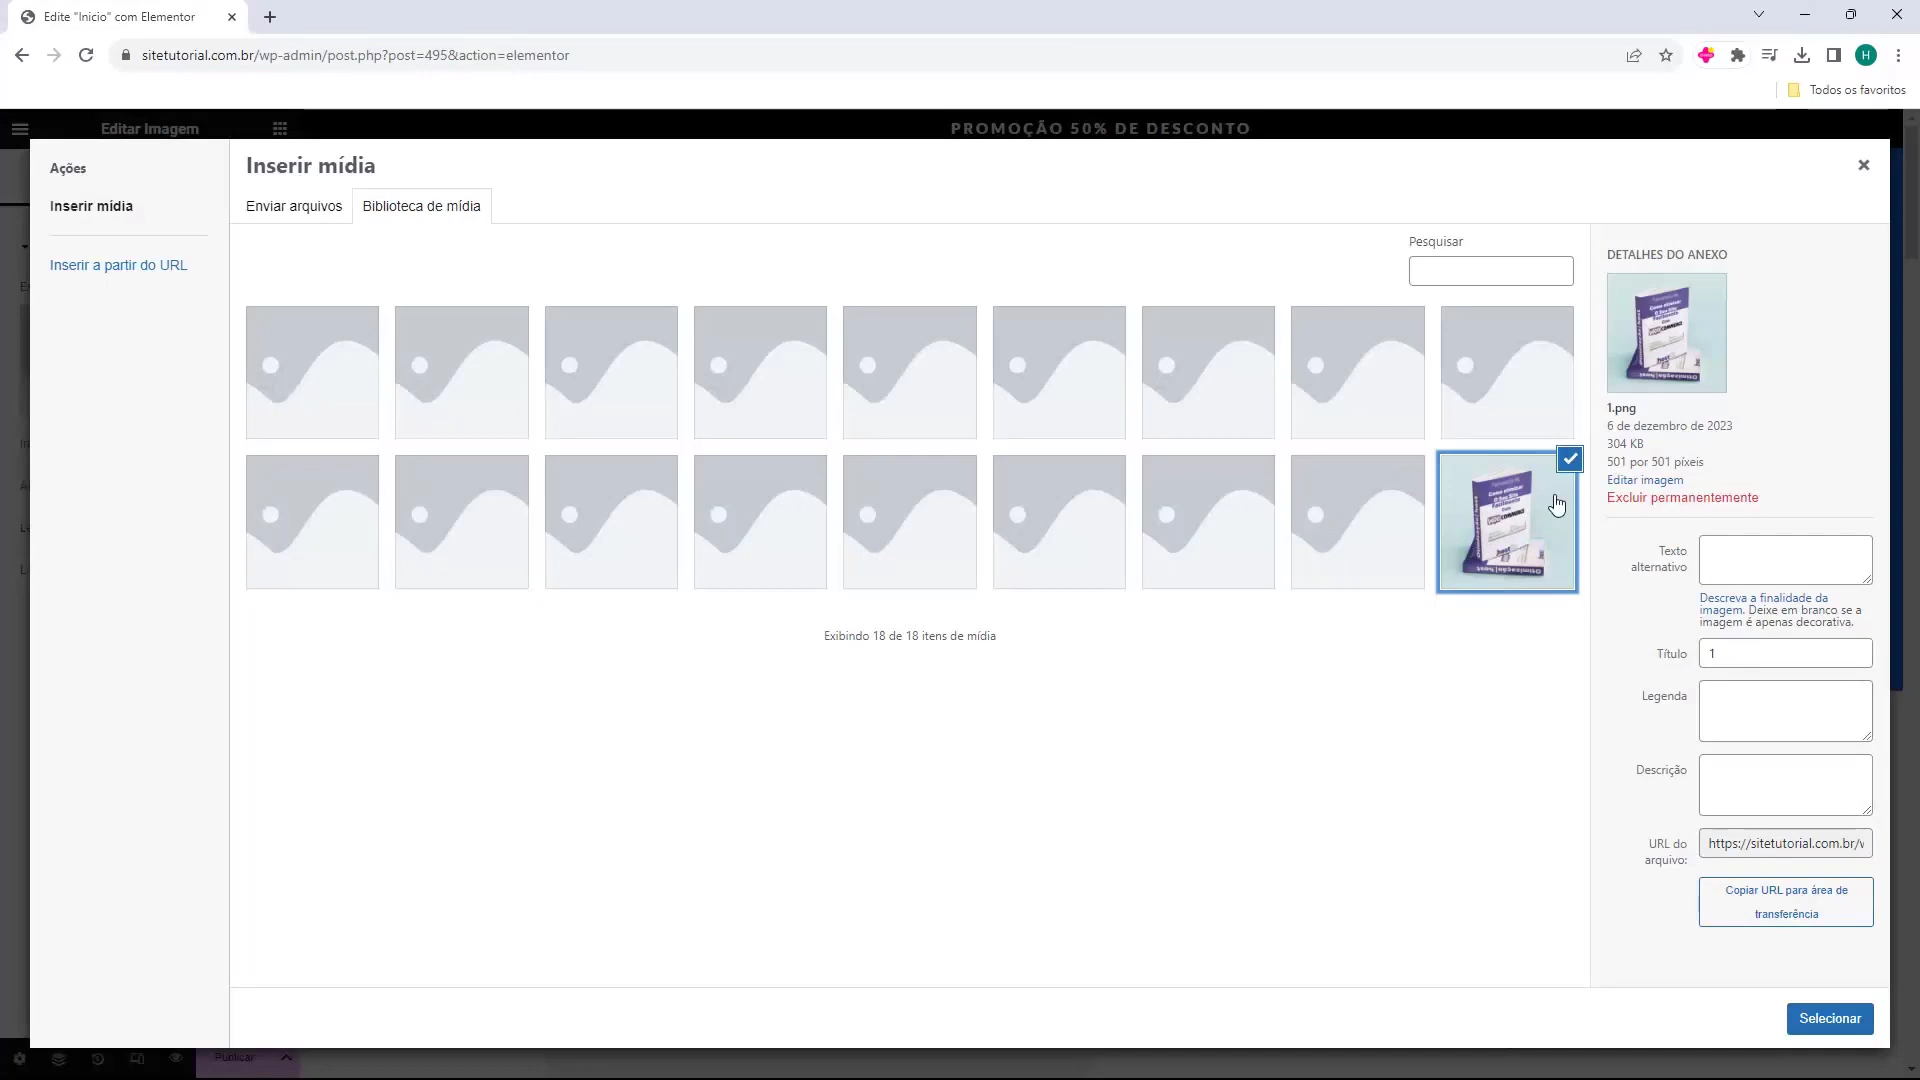 Edite "Inicio" com Elementor
sitetutorial.com.br/wp-admin/post.php?post=495&action=elementor
H
Todos os favoritos
Editar Imagem
PROMOÇÃO 50% DE DESCONTO
Ações
Inserir mídia
Inserir a partir do URL
Inserir mídia
Enviar arquivos
Biblioteca de mídia
Pesquisar
Exibindo 18 de 18 itens de mídia
DETALHES DO ANEXO
1.png
6 de dezembro de 2023
304 KB
501 por 501 píxeis
Editar imagem
Excluir permanentemente
Texto
alternativo
Descreva a finalidade da
imagem. Deixe em branco se a
imagem é apenas decorativa.
Título
1
Legenda
Descrição
URL do
arquivo:
https://sitetutorial.com.br/
Copiar URL para área de
transferência
Selecionar
Publicar